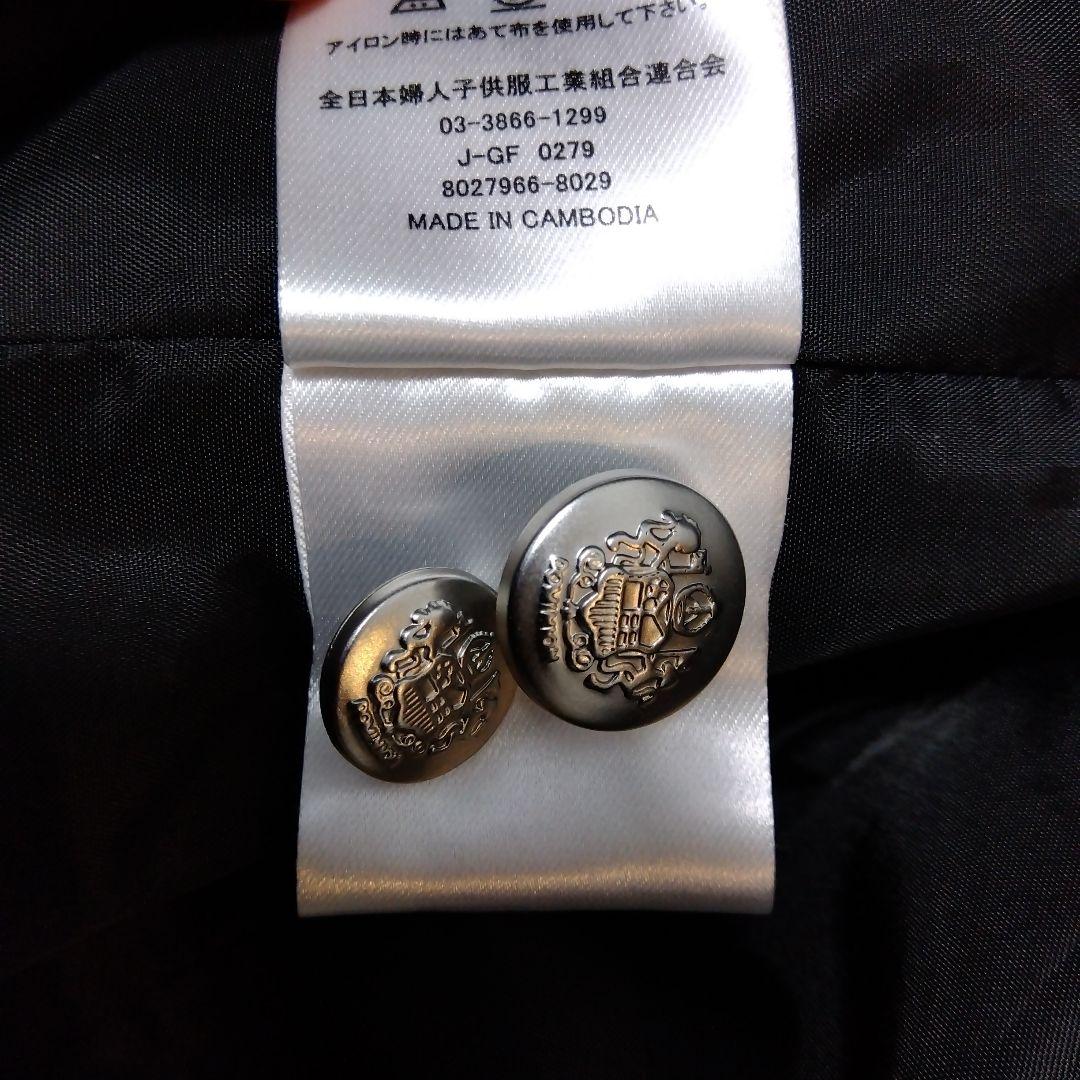 アイロン時にはあて布を使用して下さい。
全日本婦人子供服工業組合連合会
03-3866-1299
J-GF 0279
8027966-8029
MADE IN CAMBODIA